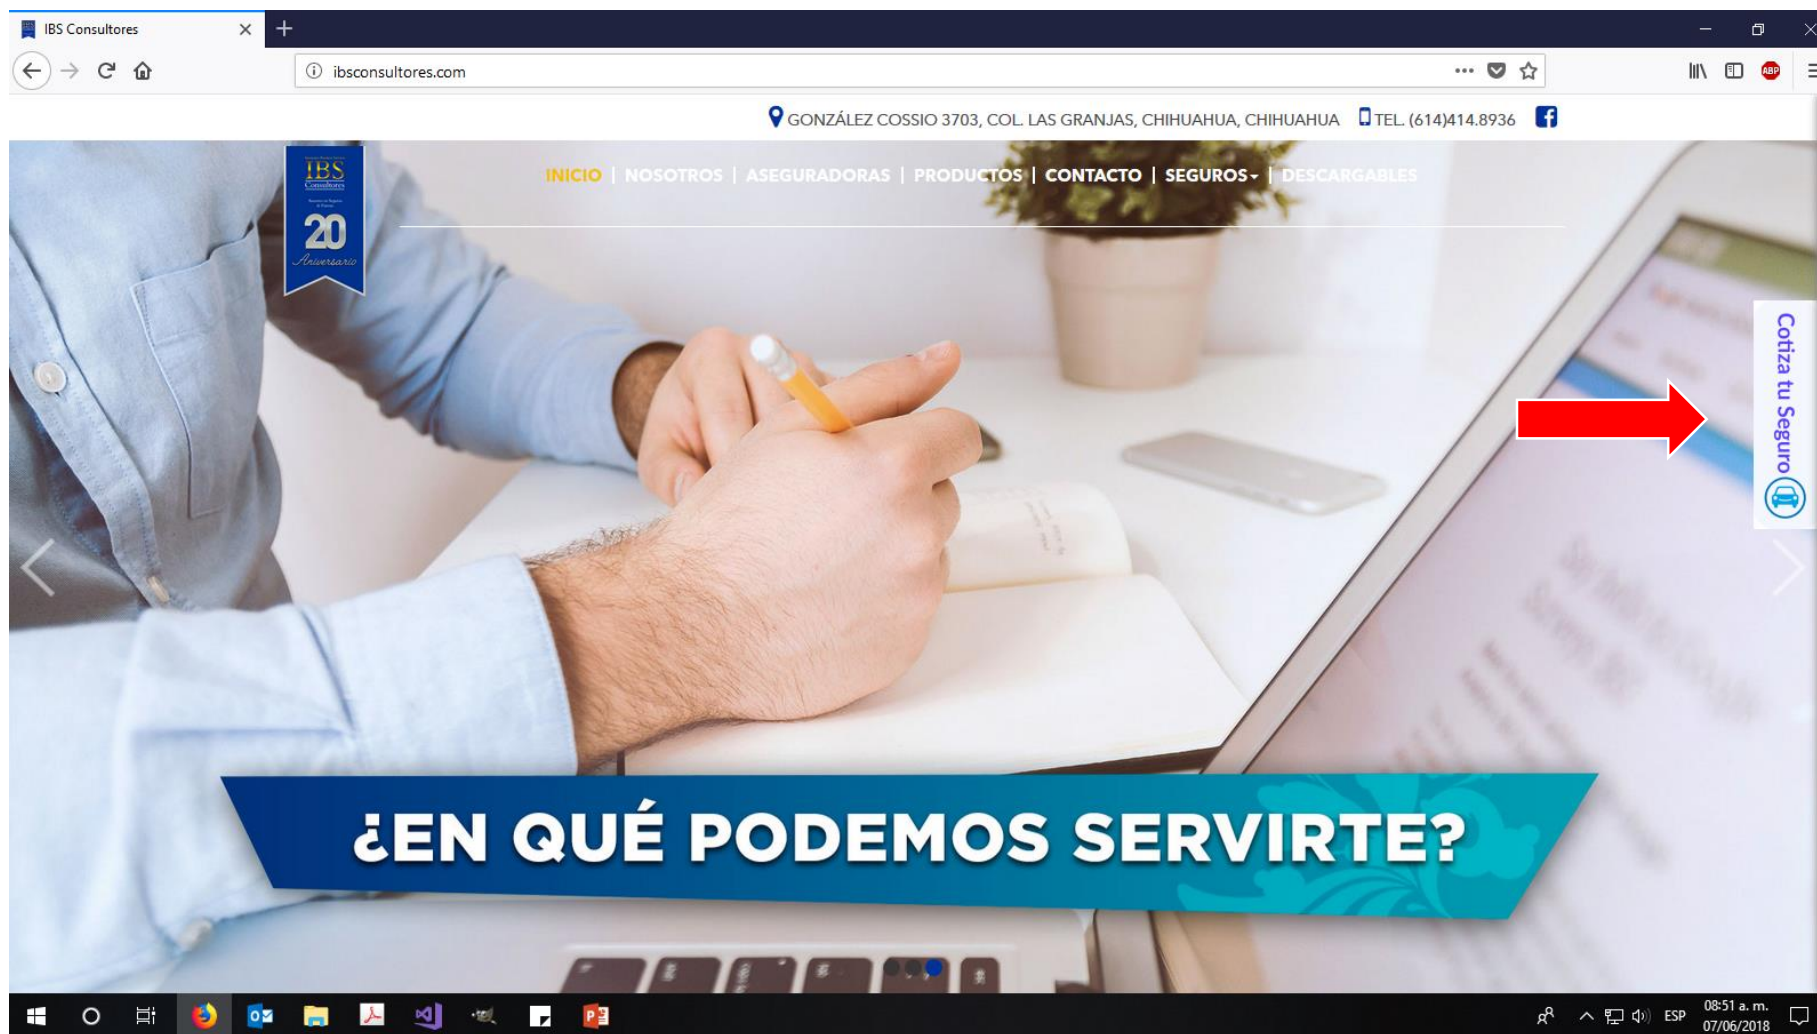 IBS Consultores
ibsconsultores.com
ABP
GONZÁLEZ COSSIO 3703, COL. LAS GRANJAS, CHIHUAHUA, CHIHUAHUA TEL. (614)414.8936
IBS
Consultores
20
Aniversario
INICIO | NOSOTROS | ASEGURADORAS | PRODUCTOS | CONTACTO | SEGUROS | DESCARGABLES
Cotiza tu Seguro
¿EN QUÉ PODEMOS SERVIRTE?
ESP
08:51 a. m.
07/06/2018